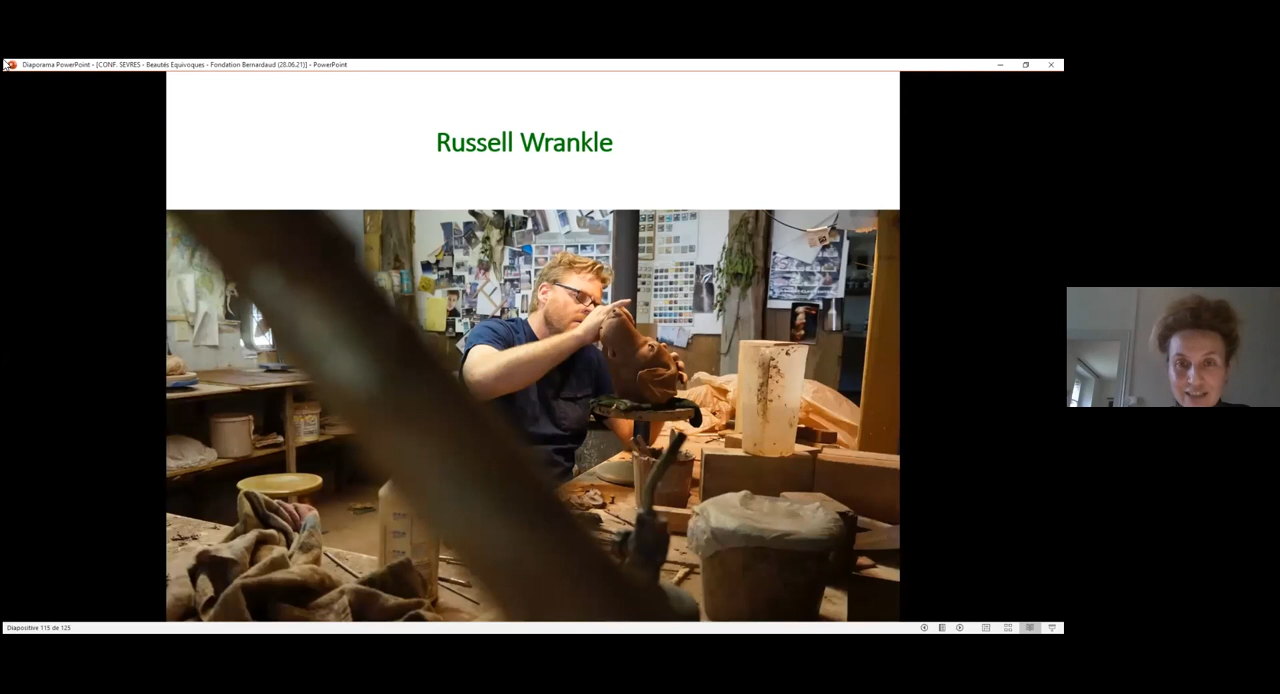 Diaporama PowerPoint - [CONF. SEVRES - Beautés Equivoques - Fondation Bernardaud (28.06.21)] - PowerPoint
Russell Wrankle
Diapositive 115 de 125